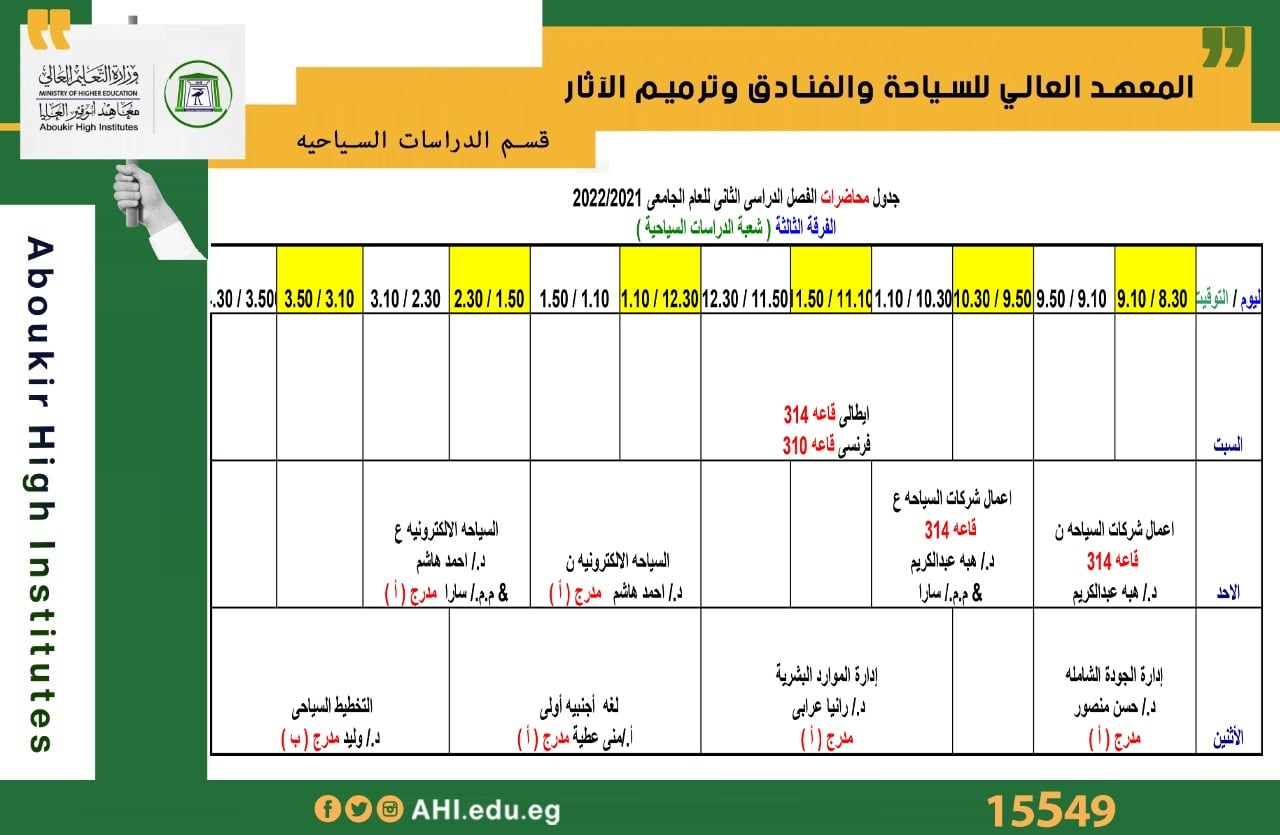 وزارة التعليم العالي
MINISTRY OF HIGHER EDUCATION
معاهد أبوقير العليا
Aboukir High Institutes
المعهد العالي للسياحة والفنادق وترميم الآثار
قسم الدراسات السياحيه
جدول محاضرات الفصل الدراسى الثانى للعام الجامعى 2022/2021
الفرقة الثالثة ( شعبة الدراسات السياحية )
ليوم / التوقيت
9.10 / 8.30
9.50 / 9.10
10.30 / 9.50
1.10 / 10.30
1.50 / 11.10
12.30 / 11.50
1.10 / 12.30
1.50 / 1.10
2.30 / 1.50
3.10 / 2.30
3.50 / 3.10
.30 / 3.50
السبت
ايطالى قاعه 314
فرنسى قاعه 310
الاحد
اعمال شركات السياحه ن
قاعه 314
د./ هبه عبدالكريم
اعمال شركات السياحه ع
قاعه 314
د./ هبه عبدالكريم
& م.م./ سارا
السياحه الالكترونيه ن
د./ احمد هاشم مدرج ( أ )
السياحه الالكترونيه ع
د./ احمد هاشم
& م.م./ سارا مدرج ( أ )
الأثنين
إدارة الجودة الشامله
د./ حسن منصور
مدرج ( أ )
إدارة الموارد البشرية
د./ رانيا عرابى
مدرج ( أ )
لغه أجنبيه أولى
أ./منى عطية مدرج ( أ )
التخطيط السياحى
د./ وليد مدرج ( ب )
Aboukir High Institutes
AHI.edu.eg
15549